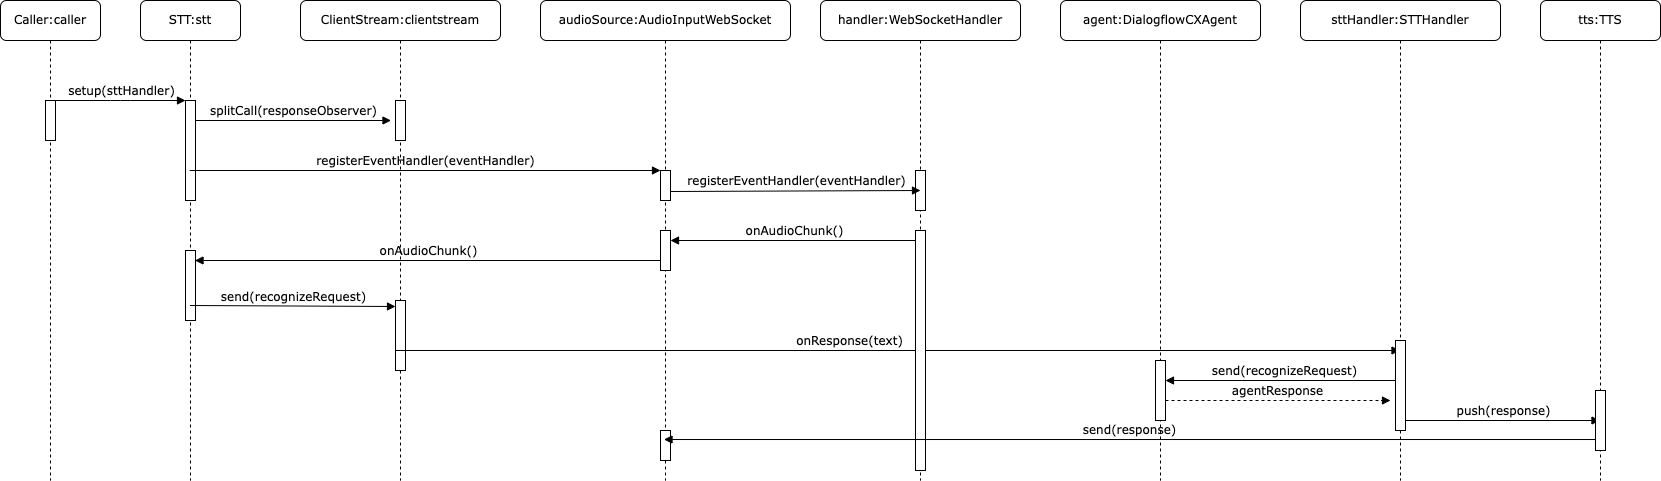 Caller:caller
STT:stt
ClientStream:clientstream
audioSource:AudioInputWebSocket
handler:WebSocketHandler
agent:DialogflowCXAgent
sttHandler:STTHandler
tts:TTS
setup(sttHandler)
splitCall(responseObserver)
registerEventHandler(eventHandler)
registerEventHandler(eventHandler)
onAudioChunk()
onAudioChunk()
send(recognizeRequest)
onResponse(text)
send(recognizeRequest)
agentResponse
push(response)
send(response)